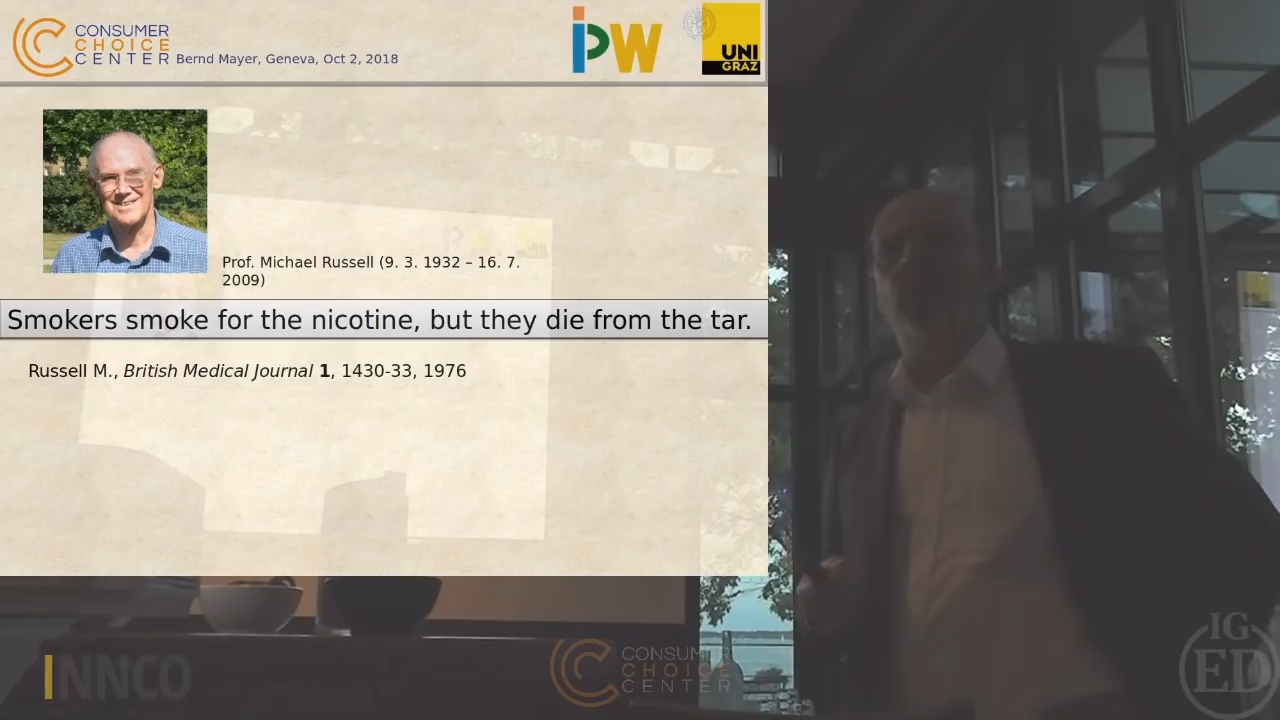 CONSUMER
CHOICE
CENTER
Bernd Mayer, Geneva, Oct 2, 2018
iPW
UNI
GRAZ
Prof. Michael Russell (9. 3. 1932 – 16. 7.
2009)
Smokers smoke for the nicotine, but they die from the tar.
Russell M., British Medical Journal 1, 1430-33, 1976
INNCO
CONSUMER
CHOICE
CENTER
IG
ED